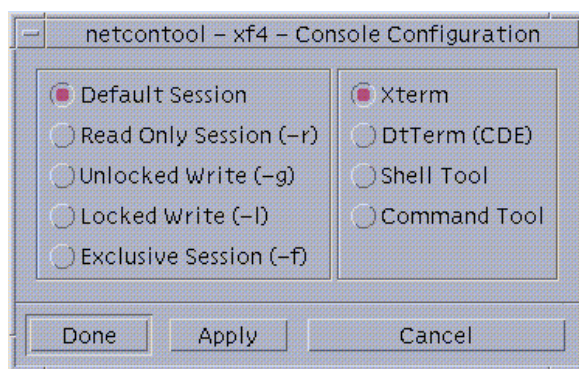 netcontool – xf4 – Console Configuration
Default Session
Read Only Session (–r)
Unlocked Write (–g)
Locked Write (–l)
Exclusive Session (–f)
Xterm
DtTerm (CDE)
Shell Tool
Command Tool
Done Apply Cancel